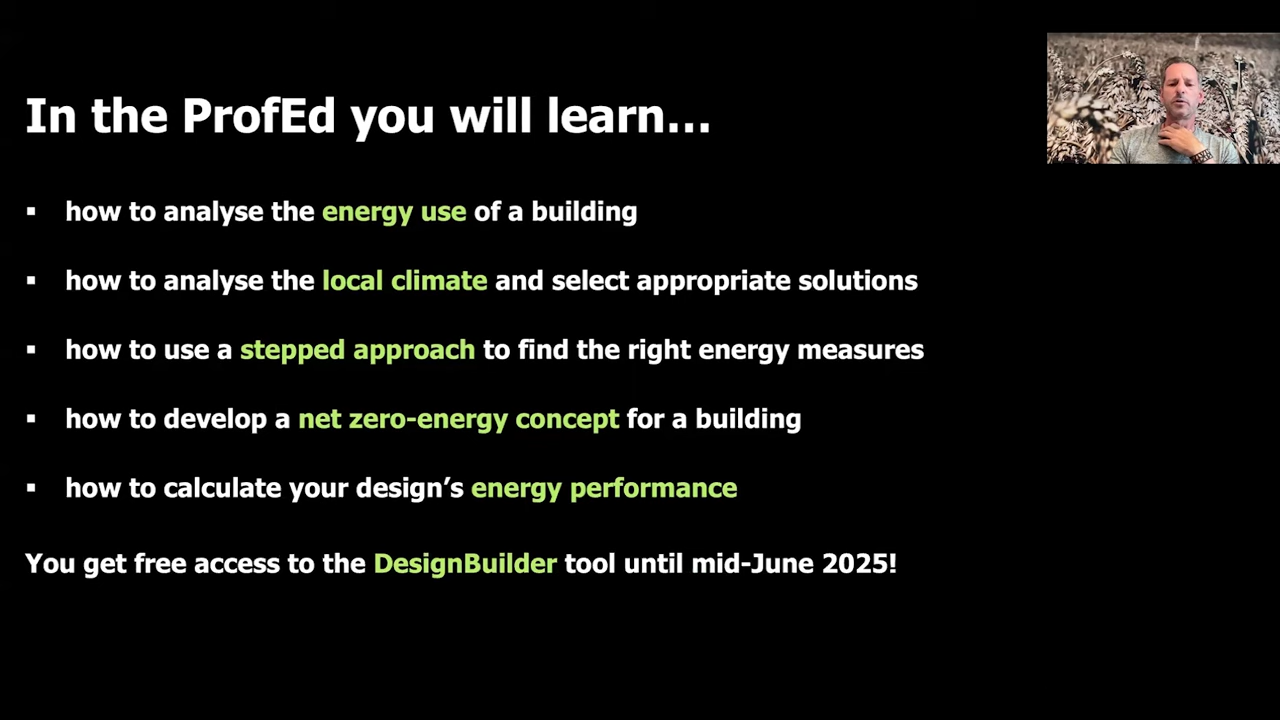 In the ProfEd you will learn...
▪ how to analyse the energy use of a building
▪ how to analyse the local climate and select appropriate solutions
▪ how to use a stepped approach to find the right energy measures
▪ how to develop a net zero-energy concept for a building
▪ how to calculate your design’s energy performance
You get free access to the DesignBuilder tool until mid-June 2025!